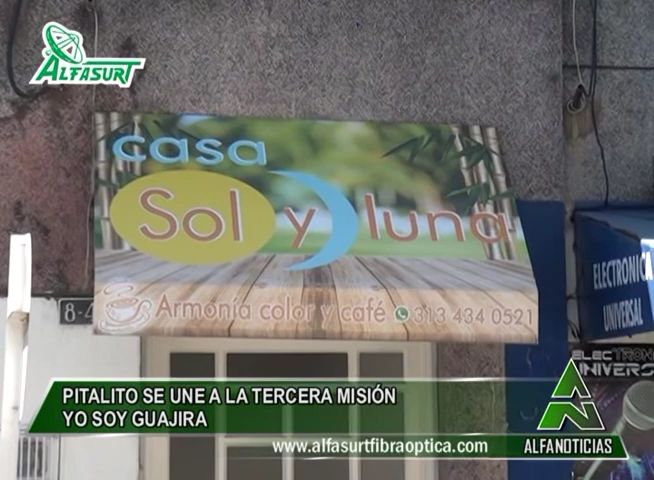 ALFASURT
casa
Sol y luna
Armonía color y café 313 434 0521
8-4
ELECTRONICA
UNIVERSAL
ELECTRONI
UNIVERS
PITALITO SE UNE A LA TERCERA MISIÓN
YO SOY GUAJIRA
www.alfasurtfibraoptica.com
AN
ALFANOTICIAS